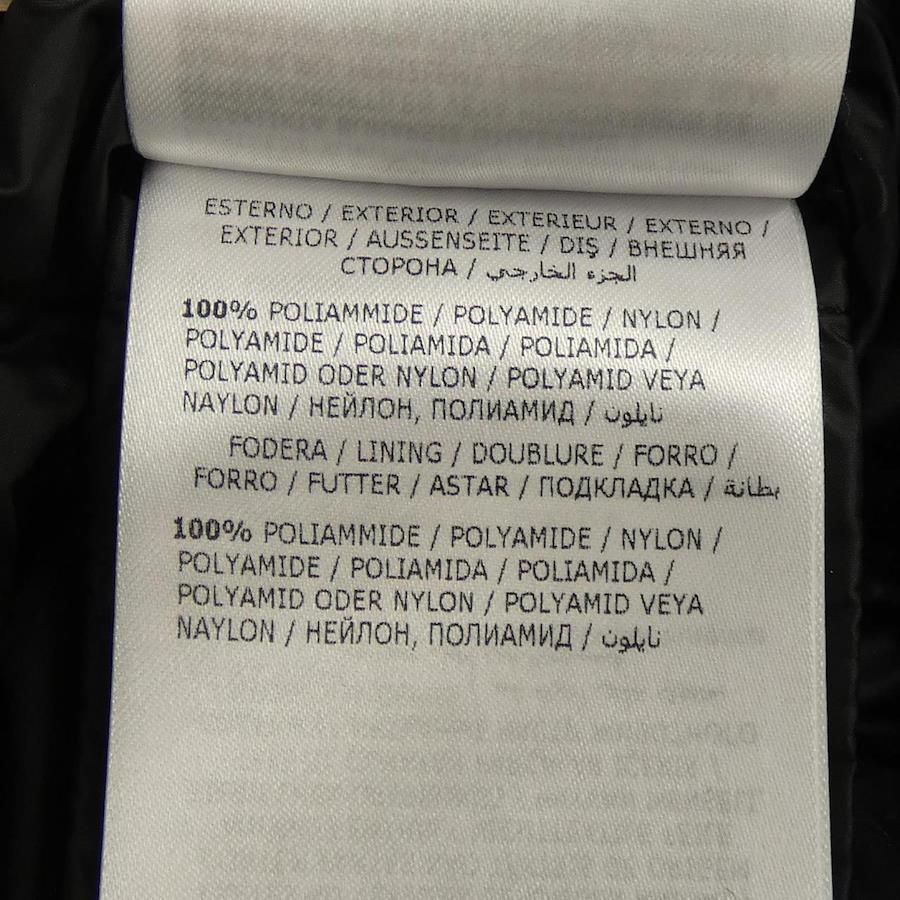 ESTERNO / EXTERIOR / EXTERIEUR / EXTERNO /
EXTERIOR / AUSSENSEITE / DIŞ / ВНЕШНЯЯ
СТОРОНА / الجزء الخارجي
100% POLIAMMIDE / POLYAMIDE / NYLON /
POLYAMIDE / POLIAMIDA / POLIAMIDA /
POLYAMID ODER NYLON / POLYAMID VEYA
NAYLON / НЕЙЛОН, ПОЛИАМИД / نايلون
FODERA / LINING / DOUBLURE / FORRO /
FORRO / FUTTER / ASTAR / ПОДКЛАДКА / بطانة
100% POLIAMMIDE / POLYAMIDE / NYLON /
POLYAMIDE / POLIAMIDA / POLIAMIDA /
POLYAMID ODER NYLON / POLYAMID VEYA
NAYLON / НЕЙЛОН, ПОЛИАМИД / نايلون